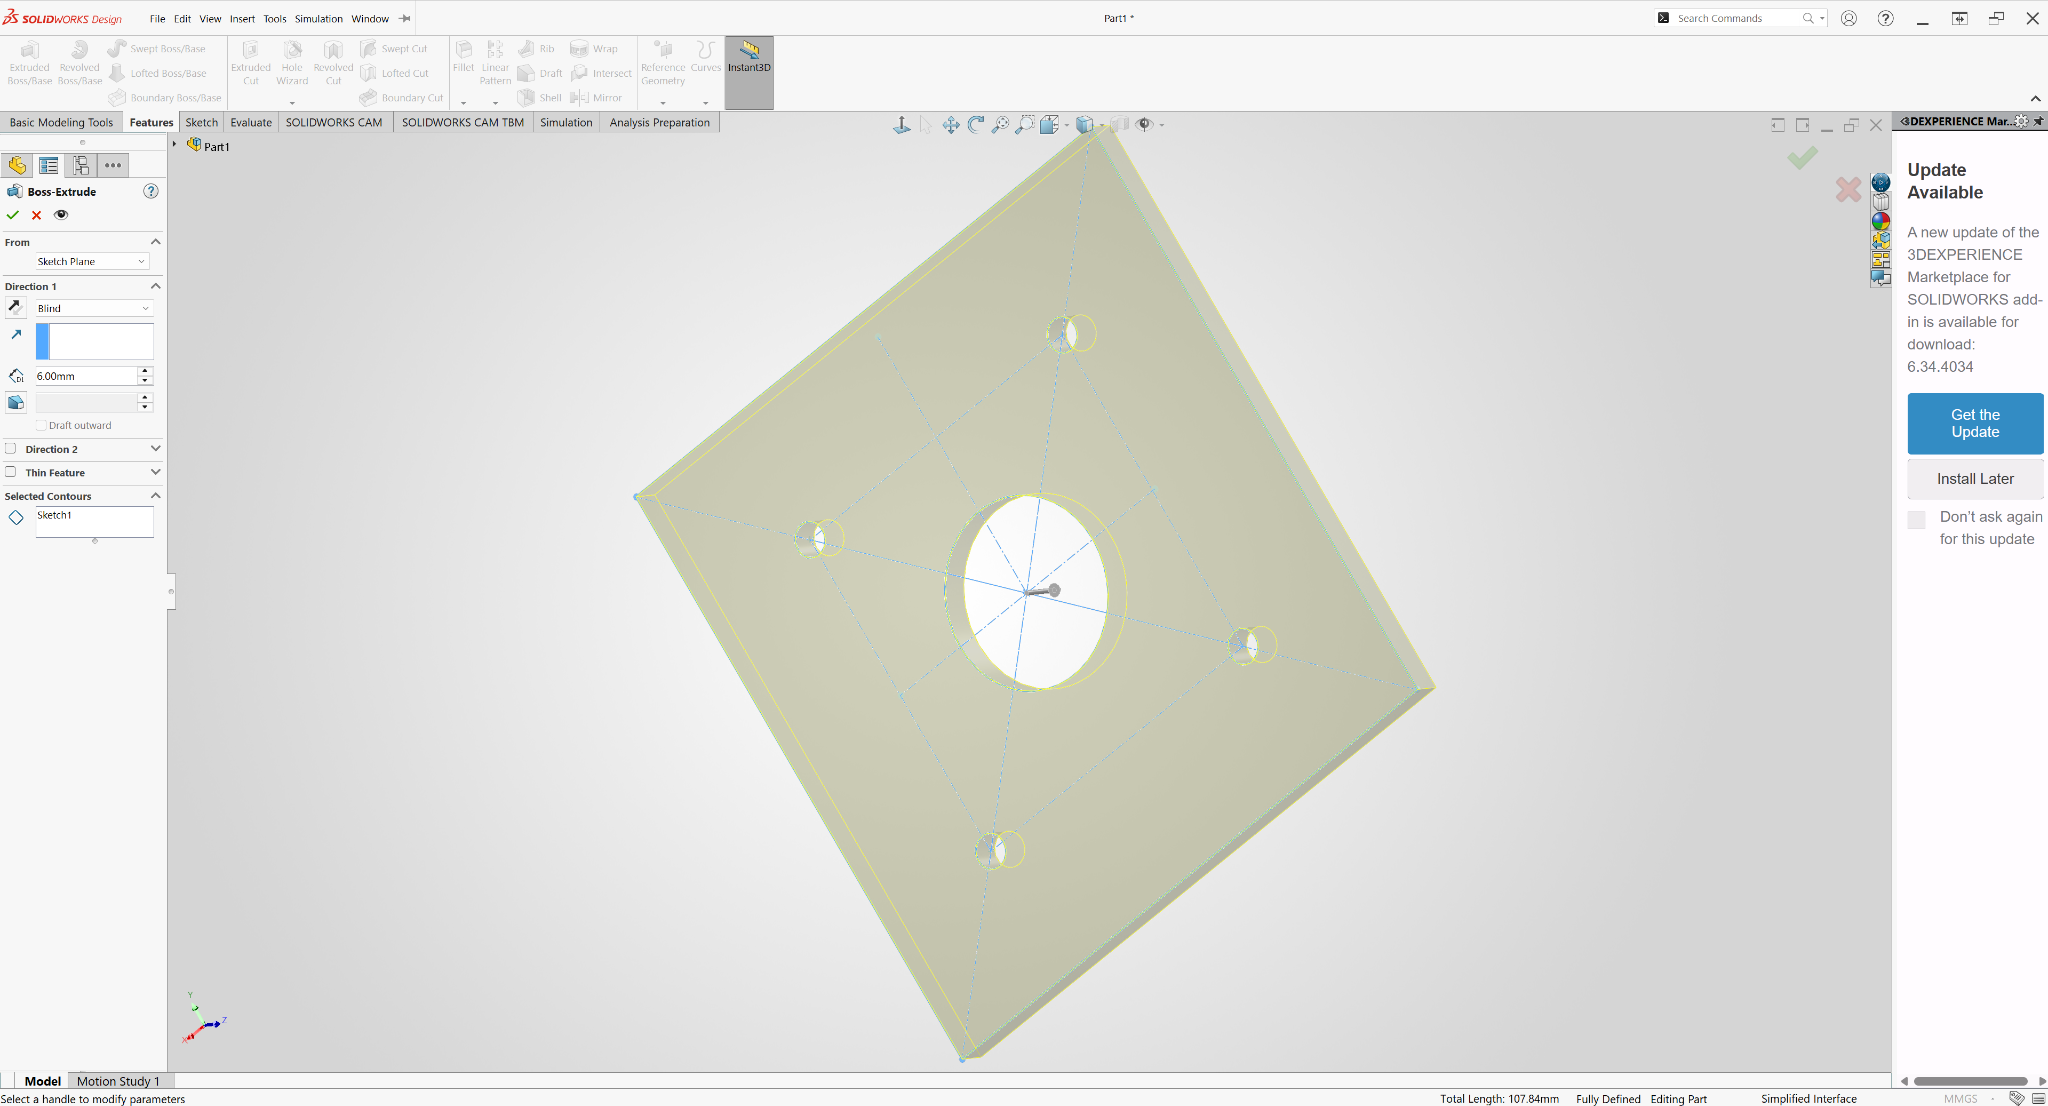 SOLIDWORKS Design File Edit View Insert Tools Simulation Window Part1 * Search Commands
Extruded Boss/Base Revolved Boss/Base Swept Boss/Base Extruded Cut Hole Wizard Revolved Cut Swept Cut Fillet Linear Pattern Rib Wrap Reference Geometry Curves Instant3D
Lofted Boss/Base Lofted Cut Draft Intersect
Boundary Boss/Base Boundary Cut Shell Mirror
Basic Modeling Tools Features Sketch Evaluate SOLIDWORKS CAM SOLIDWORKS CAM TBM Simulation Analysis Preparation
3DEXPERIENCE Mar...
Part1
Boss-Extrude
From
Sketch Plane
Direction 1
Blind
D1
6.00mm
Draft outward
Direction 2
Thin Feature
Selected Contours
Sketch1
Update
Available
A new update of the
3DEXPERIENCE
Marketplace for
SOLIDWORKS add-
in is available for
download:
6.34.4034
Get the
Update
Install Later
Don't ask again
for this update
Y
Z
X
Model Motion Study 1
Select a handle to modify parameters Total Length: 107.84mm Fully Defined Editing Part Simplified Interface MMGS